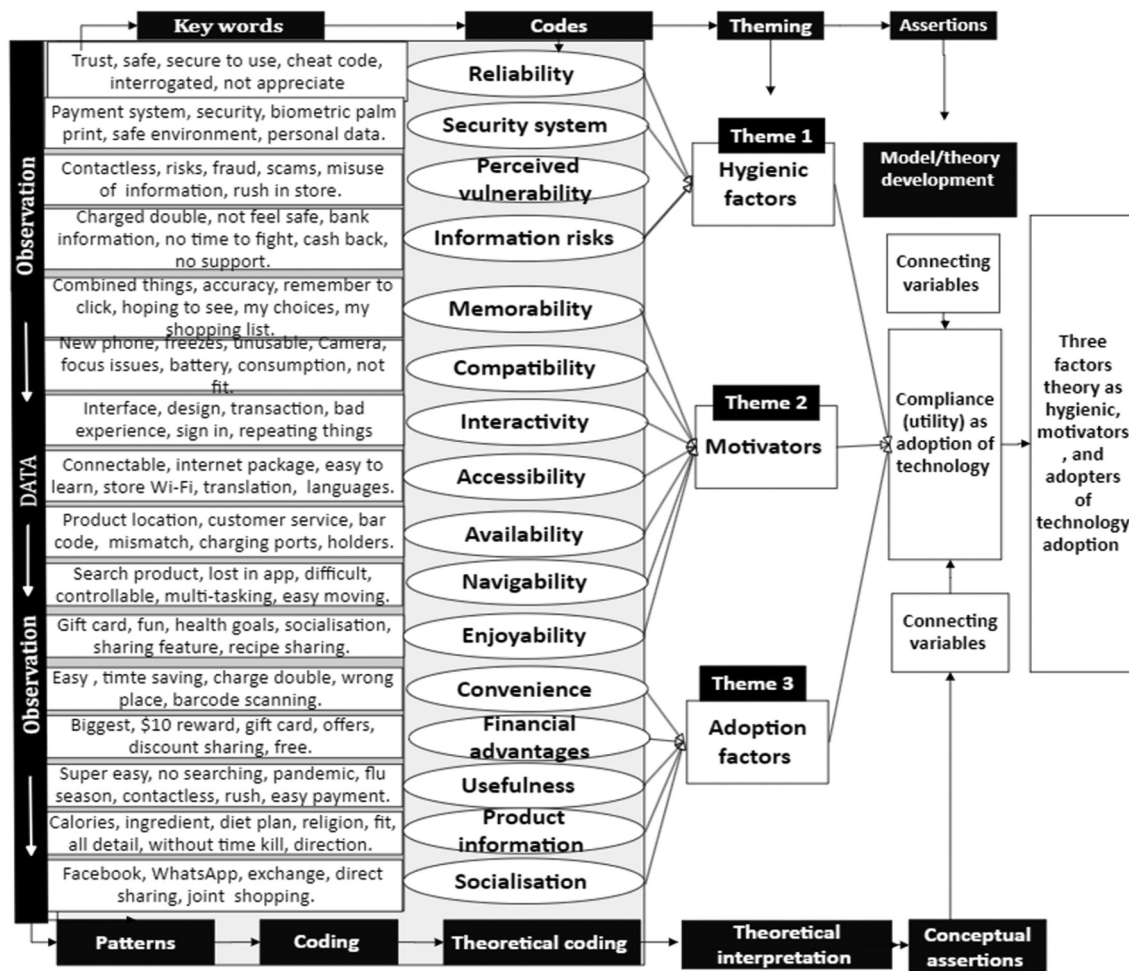 Key words
Codes
Theming
Assertions
Observation
DATA
Observation
Trust, safe, secure to use, cheat code,
interrogated, not appreciate
Reliability
Payment system, security, biometric palm
print, safe environment, personal data.
Security system
Contactless, risks, fraud, scams, misuse
of information, rush in store.
Perceived
vulnerability
Charged double, not feel safe, bank
information, no time to fight, cash back,
no support.
Information risks
Combined things, accuracy, remember to
click, hoping to see, my choices, my
shopping list.
Memorability
New phone, freezes, unusable, Camera,
focus issues, battery, consumption, not
fit.
Compatibility
Interface, design, transaction, bad
experience, sign in, repeating things
Interactivity
Connectable, internet package, easy to
learn, store Wi-Fi, translation, languages.
Accessibility
Product location, customer service, bar
code, mismatch, charging ports, holders.
Availability
Search product, lost in app, difficult,
controllable, multi-tasking, easy moving.
Navigability
Gift card, fun, health goals, socialisation,
sharing feature, recipe sharing.
Enjoyability
Easy , timte saving, charge double, wrong
place, barcode scanning.
Convenience
Biggest, $10 reward, gift card, offers,
discount sharing, free.
Financial
advantages
Super easy, no searching, pandemic, flu
season, contactless, rush, easy payment.
Usefulness
Calories, ingredient, diet plan, religion, fit,
all detail, without time kill, direction.
Product
information
Facebook, WhatsApp, exchange, direct
sharing, joint shopping.
Socialisation
Theme 1
Hygienic
factors
Theme 2
Motivators
Theme 3
Adoption
factors
Model/theory
development
Connecting
variables
Compliance
(utility) as
adoption of
technology
Connecting
variables
Three
factors
theory as
hygienic,
motivators
, and
adopters
of
technology
adoption
Patterns
Coding
Theoretical coding
Theoretical
interpretation
Conceptual
assertions